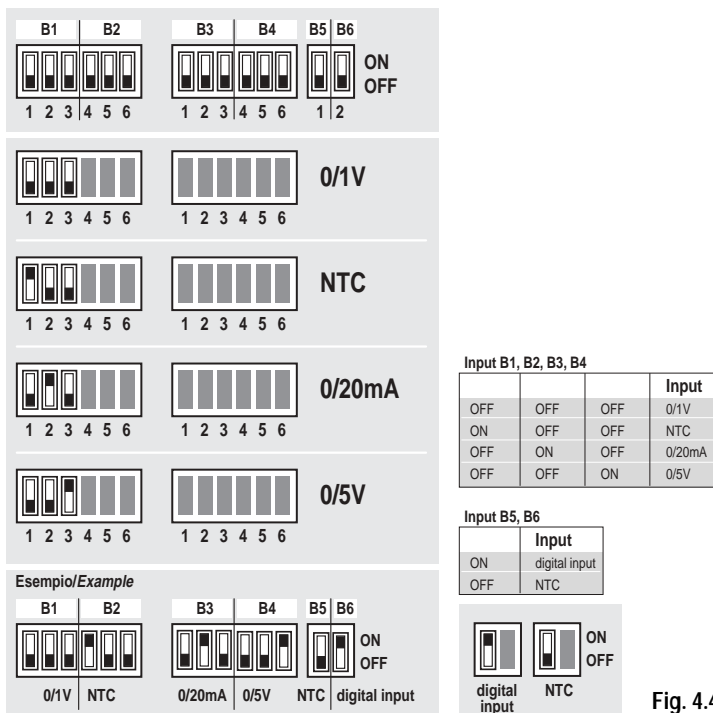 B1 B2 B3 B4 B5 B6
ON
OFF
1 2 3 4 5 6 1 2 3 4 5 6 1 2
0/1V
1 2 3 4 5 6 1 2 3 4 5 6
NTC
1 2 3 4 5 6 1 2 3 4 5 6
0/20mA
1 2 3 4 5 6 1 2 3 4 5 6
0/5V
1 2 3 4 5 6 1 2 3 4 5 6
Esempio/Example
B1 B2 B3 B4 B5 B6
ON
OFF
0/1V NTC 0/20mA 0/5V NTC digital input
Input B1, B2, B3, B4
Input
OFF OFF OFF 0/1V
ON OFF OFF NTC
OFF ON OFF 0/20mA
OFF OFF ON 0/5V
Input B5, B6
Input
ON digital input
OFF NTC
ON
OFF
digital NTC
input
Fig. 4.4